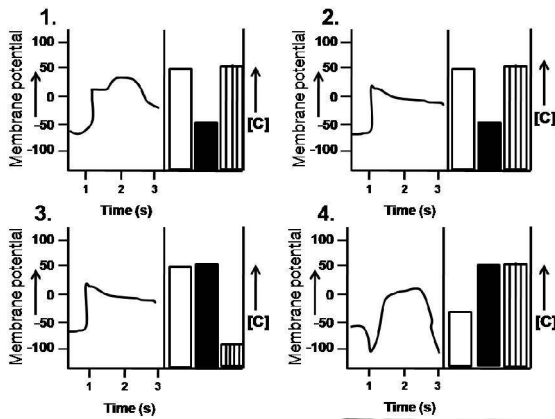 1.
Membrane potential
100
50
0
-50
-100
1 2 3
Time (s)
[C]
2.
Membrane potential
100
50
0
-50
-100
1 2 3
Time (s)
[C]
3.
Membrane potential
100
50
0
-50
-100
1 2 3
Time (s)
[C]
4.
Membrane potential
100
50
0
-50
-100
1 2 3
Time (s)
[C]